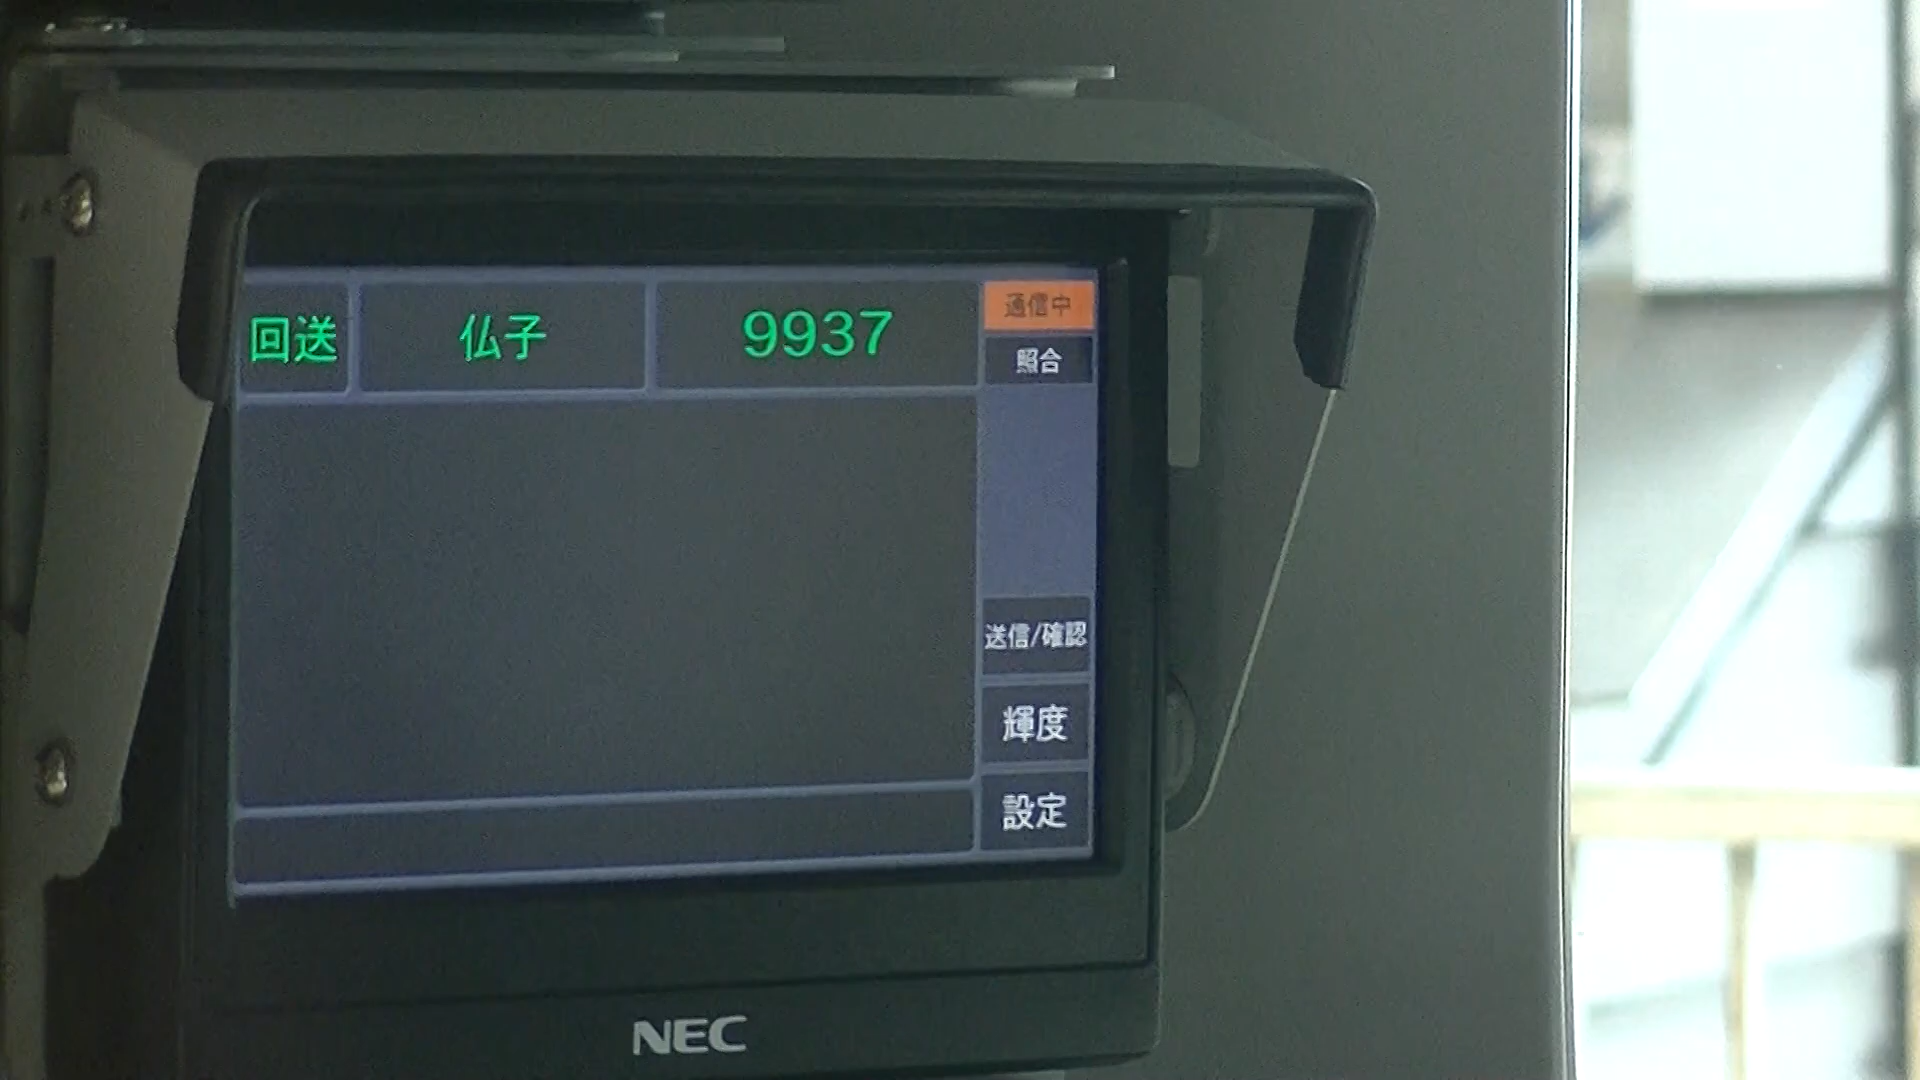 回送 仏子 9937
通信中
照合
送信/確認
輝度
設定
NEC